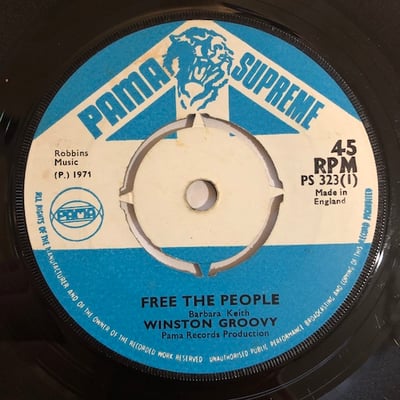 PAMA SUPREME
Robbins
Music
(P.) 1971
45
RPM
PS 323(1)
Made in
England
PAMA
ALL RIGHTS OF THE MANUFACTURER AND OF THE OWNER OF THE RECORDED WORK RESERVED UNAUTHORISED PUBLIC PERFORMANCE BROADCASTING AND COPYING OF THIS RECORD PROHIBITED
FREE THE PEOPLE
Barbara Keith
WINSTON GROOVY
Pama Records Production